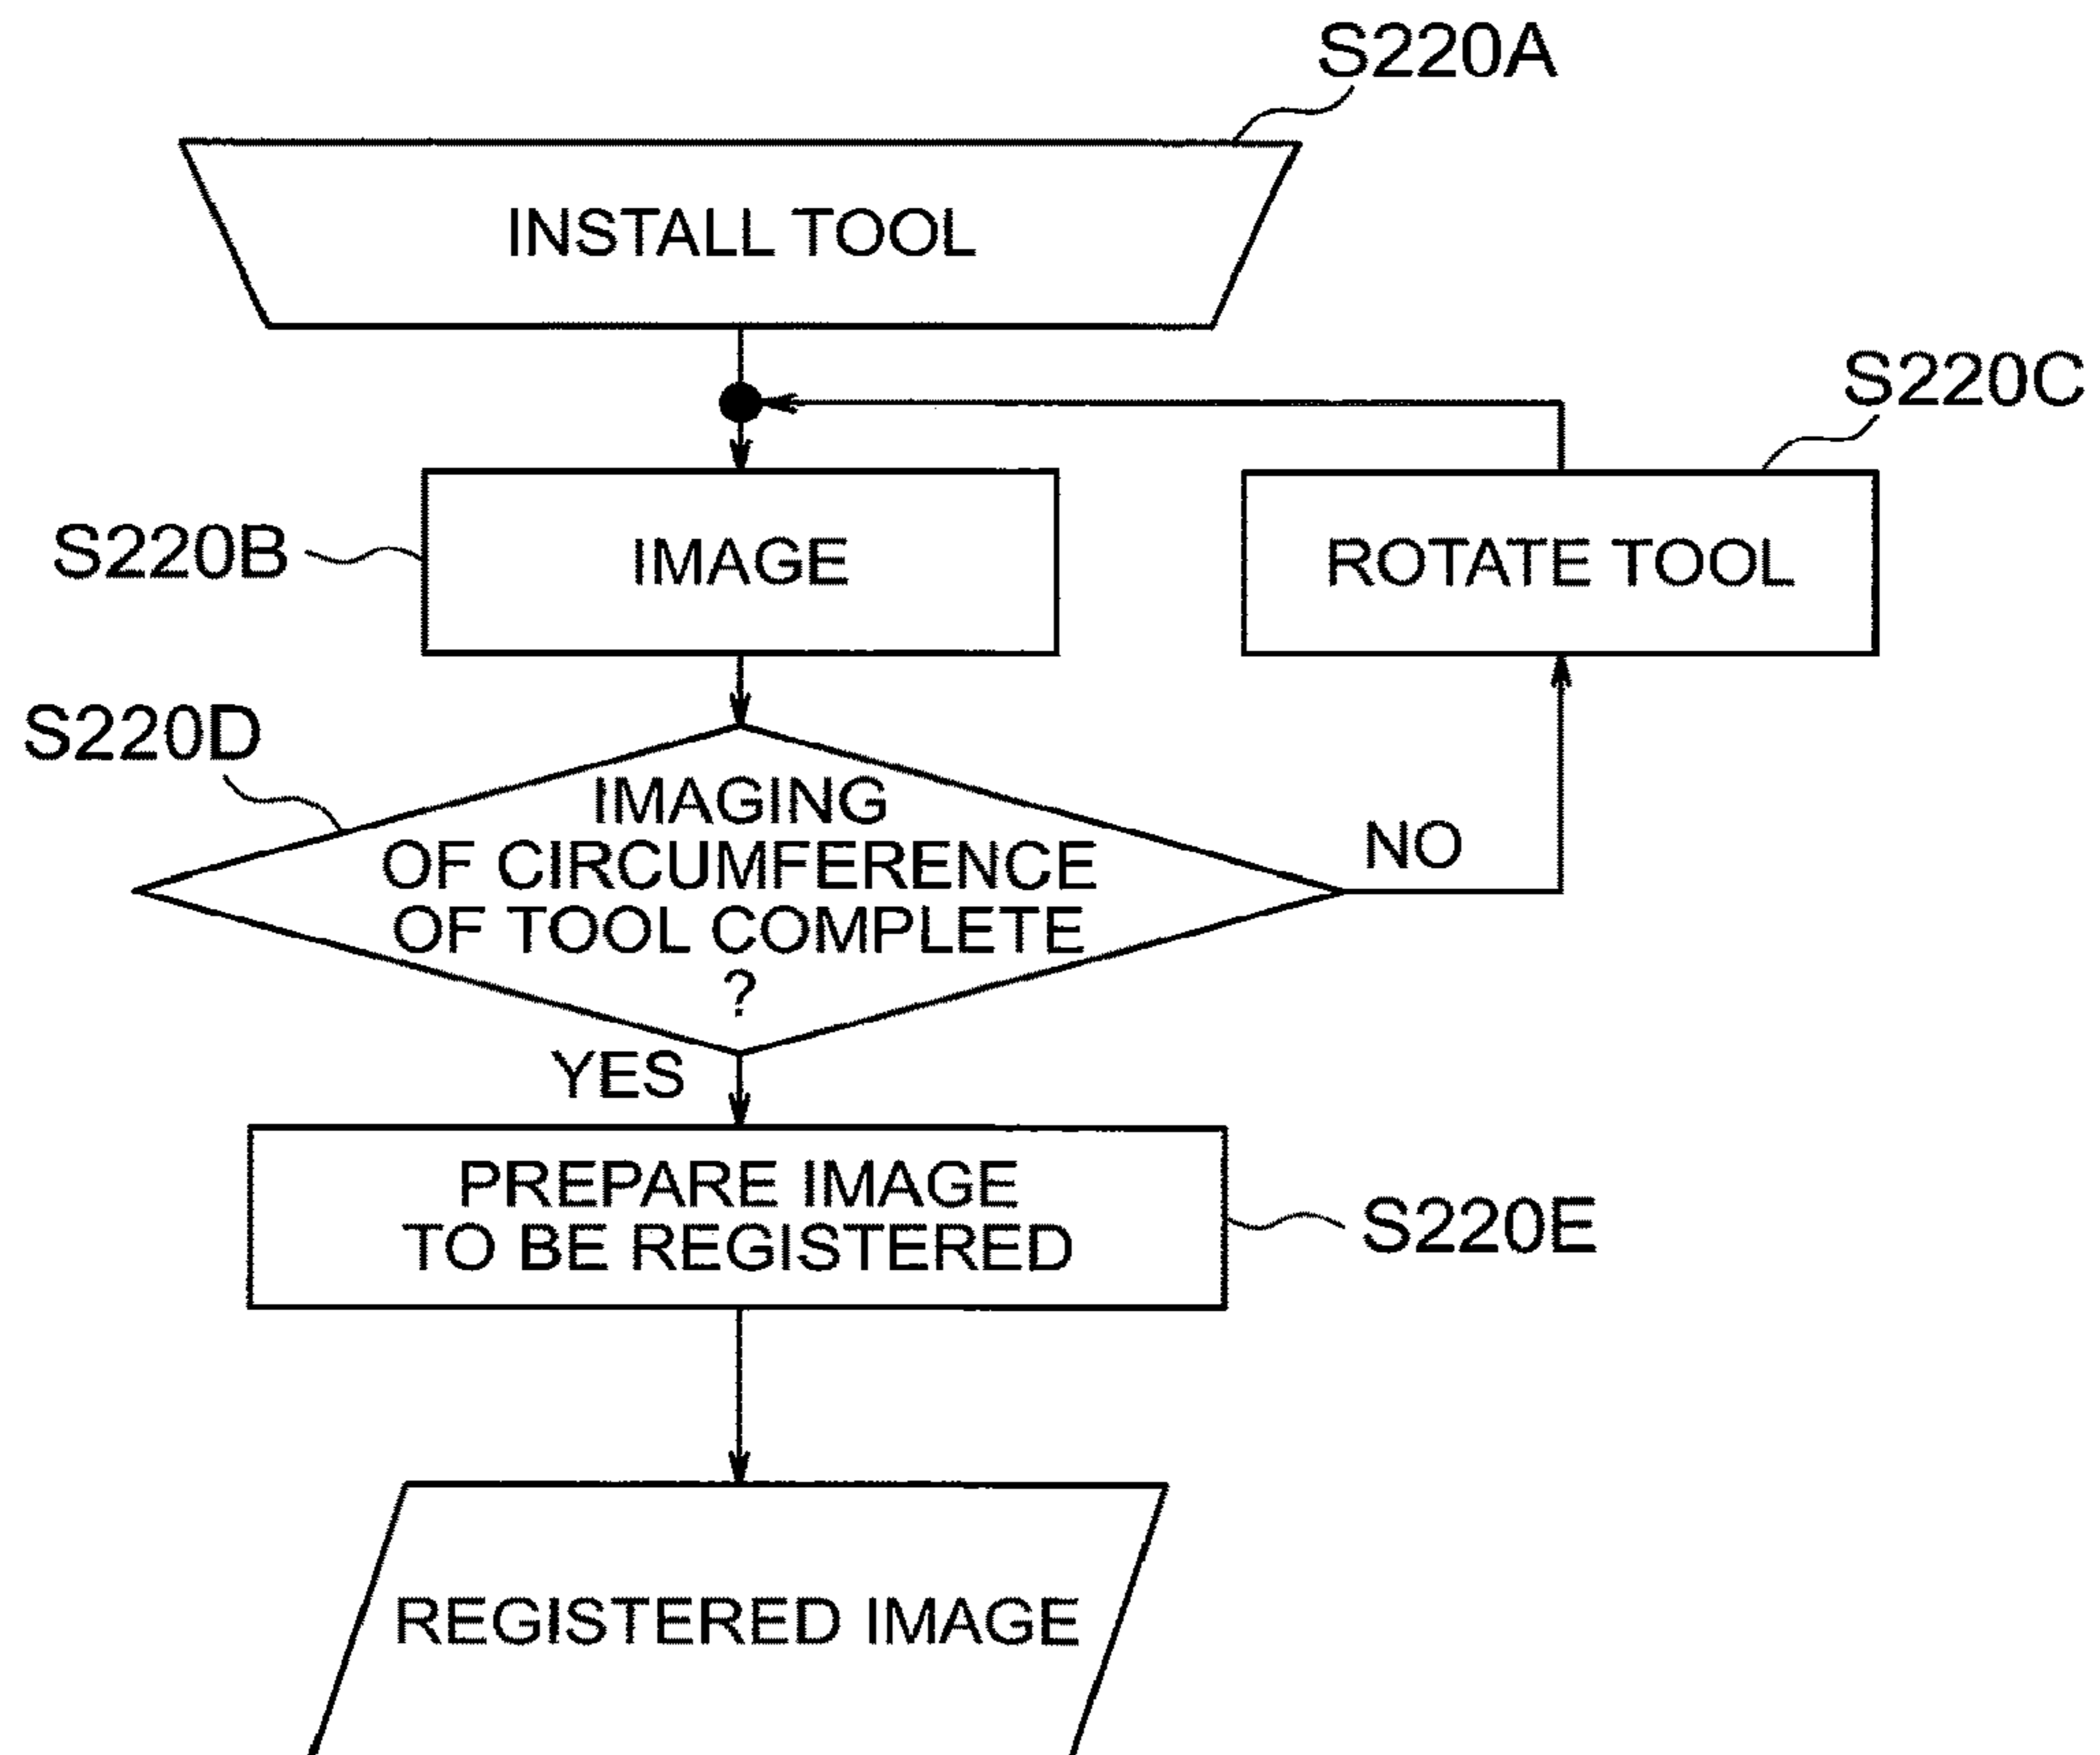 S220A
INSTALL TOOL
S220C
S220B
IMAGE
ROTATE TOOL
S220D
IMAGING
OF CIRCUMFERENCE
OF TOOL COMPLETE
?
NO
YES
PREPARE IMAGE
TO BE REGISTERED
S220E
REGISTERED IMAGE